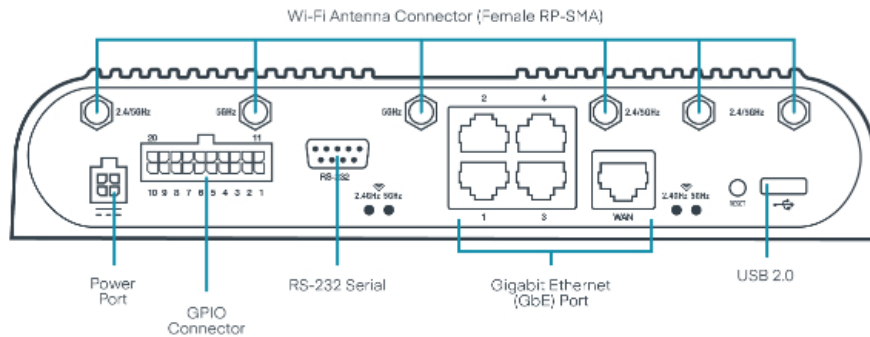 Wi-Fi Antenna Connector (Female RP-SMA)
2.4/5GHz
5GHz
5GHz
2.4/5GHz
2.4/5GHz
2
4
20
11
RS-232
10 9 8 7 6 5 4 3 2 1
2.4GHz 5GHz
1
3
WAN
2.4GHz 5GHz
RESET
Power
Port
GPIO
Connector
RS-232 Serial
Gigabit Ethernet
(GbE) Port
USB 2.0